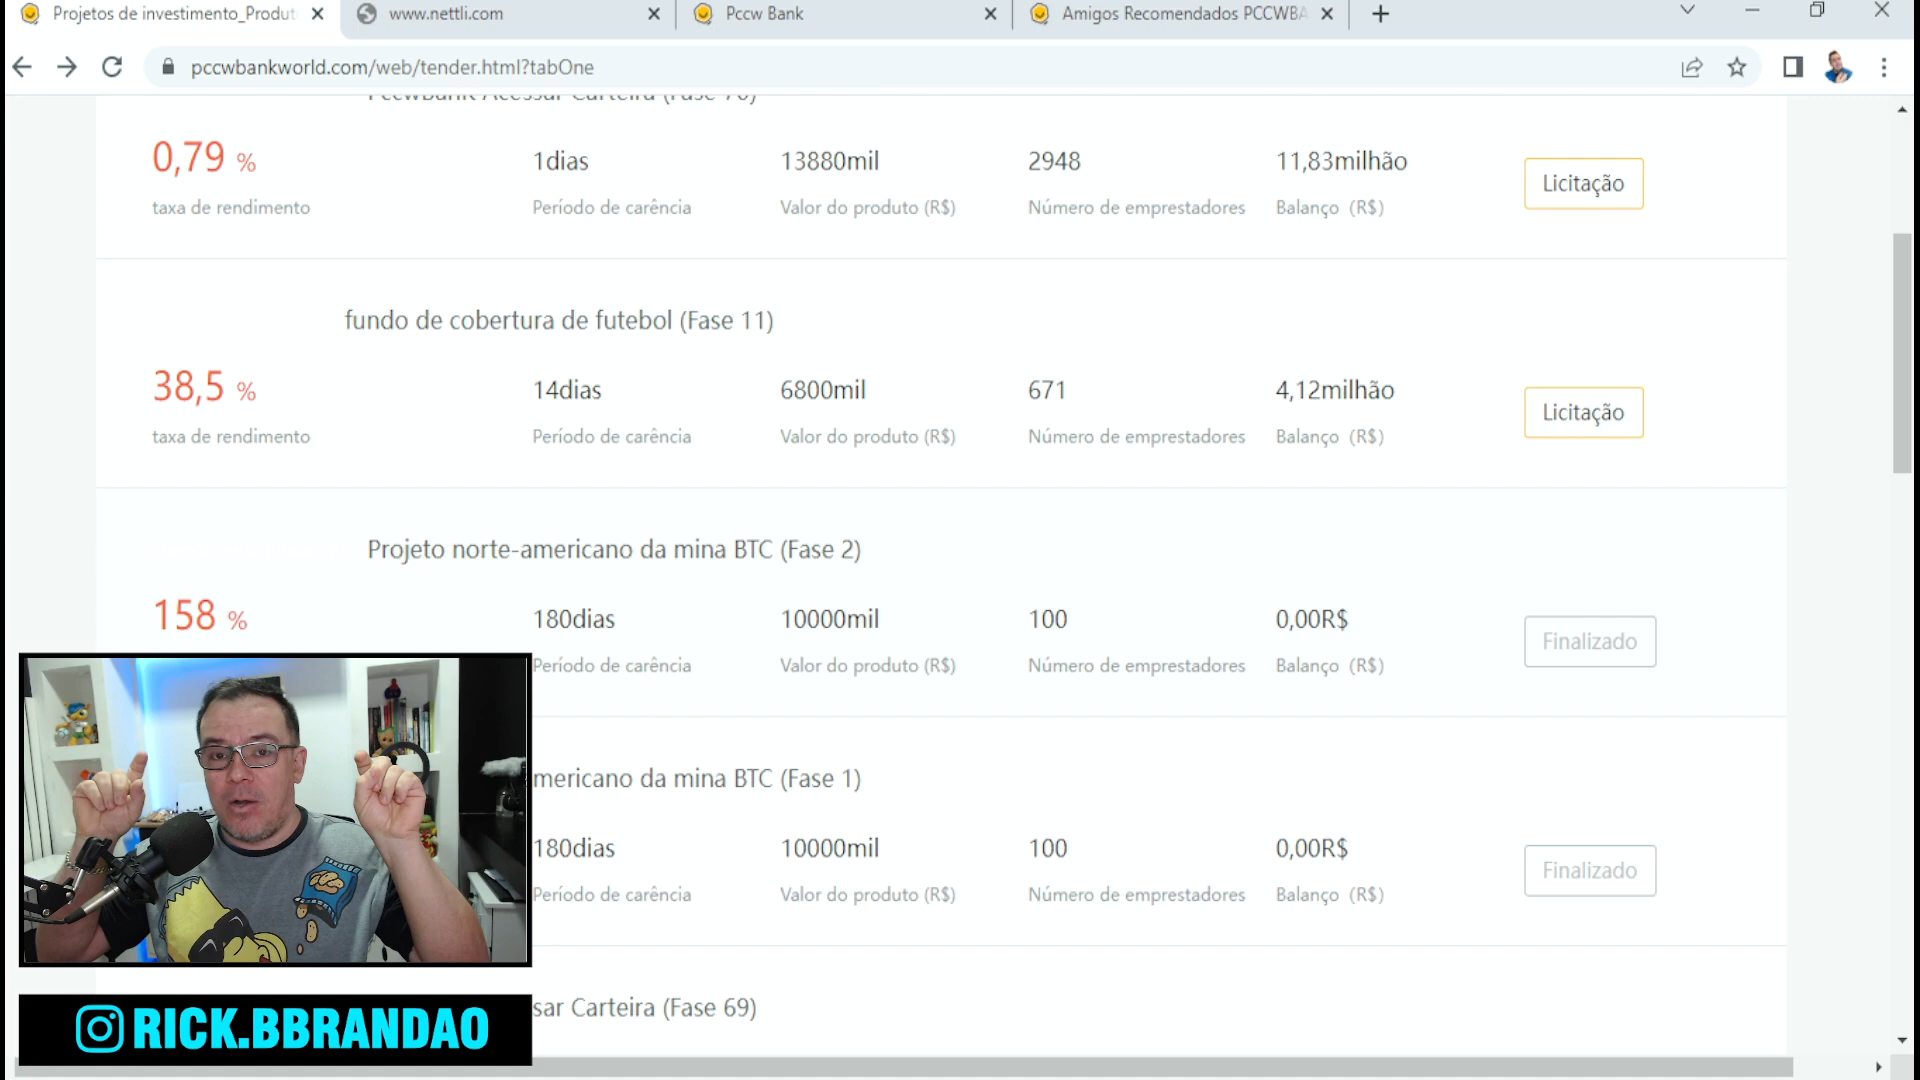 Projetos de investimento_Produt
www.nettli.com
Pccw Bank
Amigos Recomendados PCCWBA
pccwbankworld.com/web/tender.html?tabOne
PccwBank Acessar Carteira (Fase 70)
0,79 %
1dias
13880mil
2948
11,83milhão
Licitação
taxa de rendimento
Período de carência
Valor do produto (R$)
Número de emprestadores
Balanço (R$)
fundo de cobertura de futebol (Fase 11)
38,5 %
14dias
6800mil
671
4,12milhão
Licitação
taxa de rendimento
Período de carência
Valor do produto (R$)
Número de emprestadores
Balanço (R$)
Projeto norte-americano da mina BTC (Fase 2)
158 %
180dias
10000mil
100
0,00R$
Finalizado
Período de carência
Valor do produto (R$)
Número de emprestadores
Balanço (R$)
mericano da mina BTC (Fase 1)
180dias
10000mil
100
0,00R$
Finalizado
Período de carência
Valor do produto (R$)
Número de emprestadores
Balanço (R$)
sar Carteira (Fase 69)
RICK.BBRANDAO